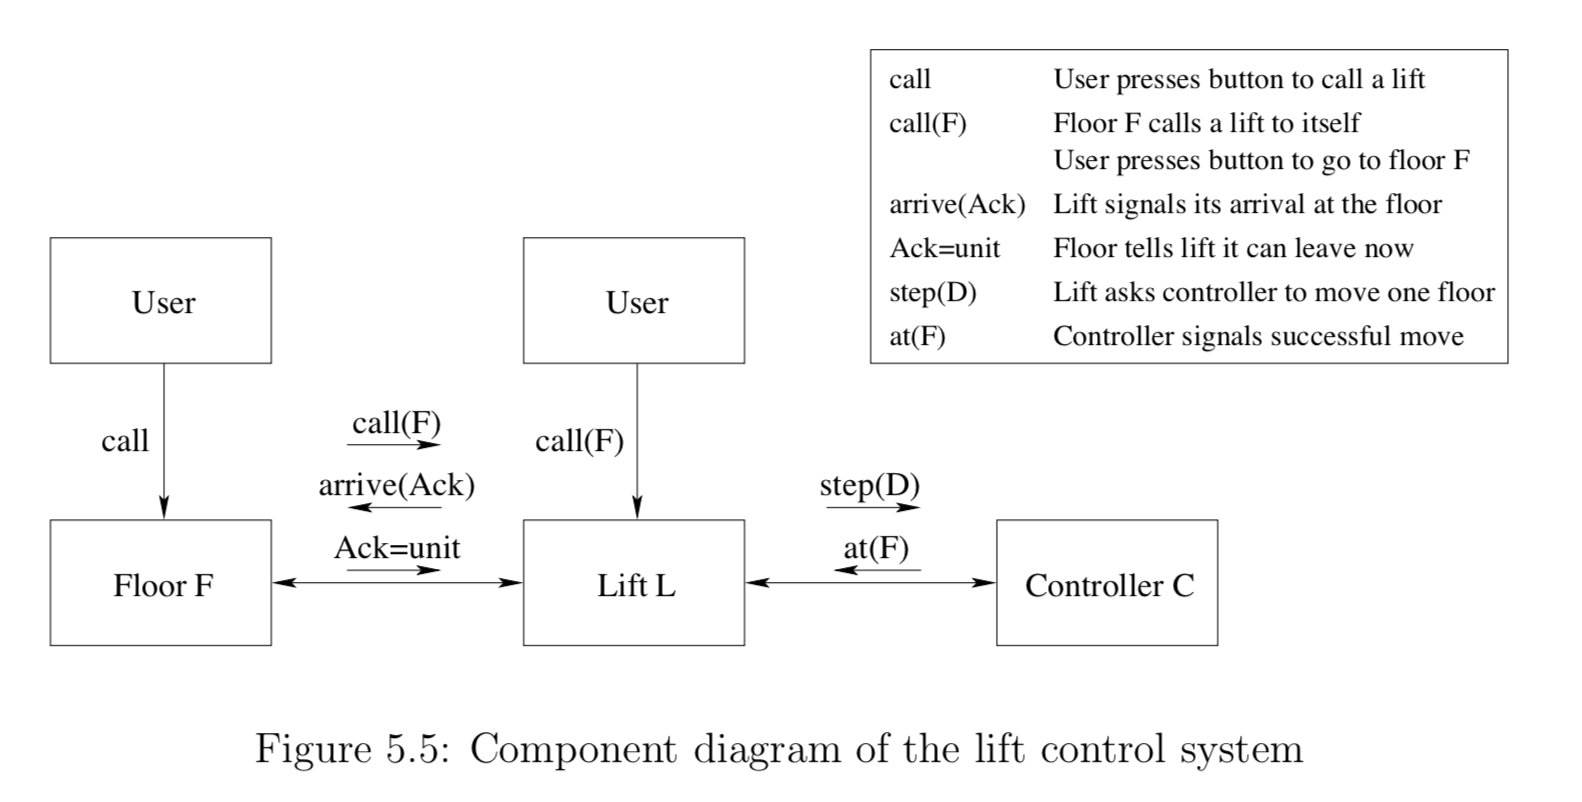 call User presses button to call a lift
call(F) Floor F calls a lift to itself
User presses button to go to floor F
arrive(Ack) Lift signals its arrival at the floor
Ack=unit Floor tells lift it can leave now
step(D) Lift asks controller to move one floor
at(F) Controller signals successful move
User
User
call
call(F)
arrive(Ack)
Ack=unit
call(F)
step(D)
at(F)
Floor F
Lift L
Controller C
Figure 5.5: Component diagram of the lift control system